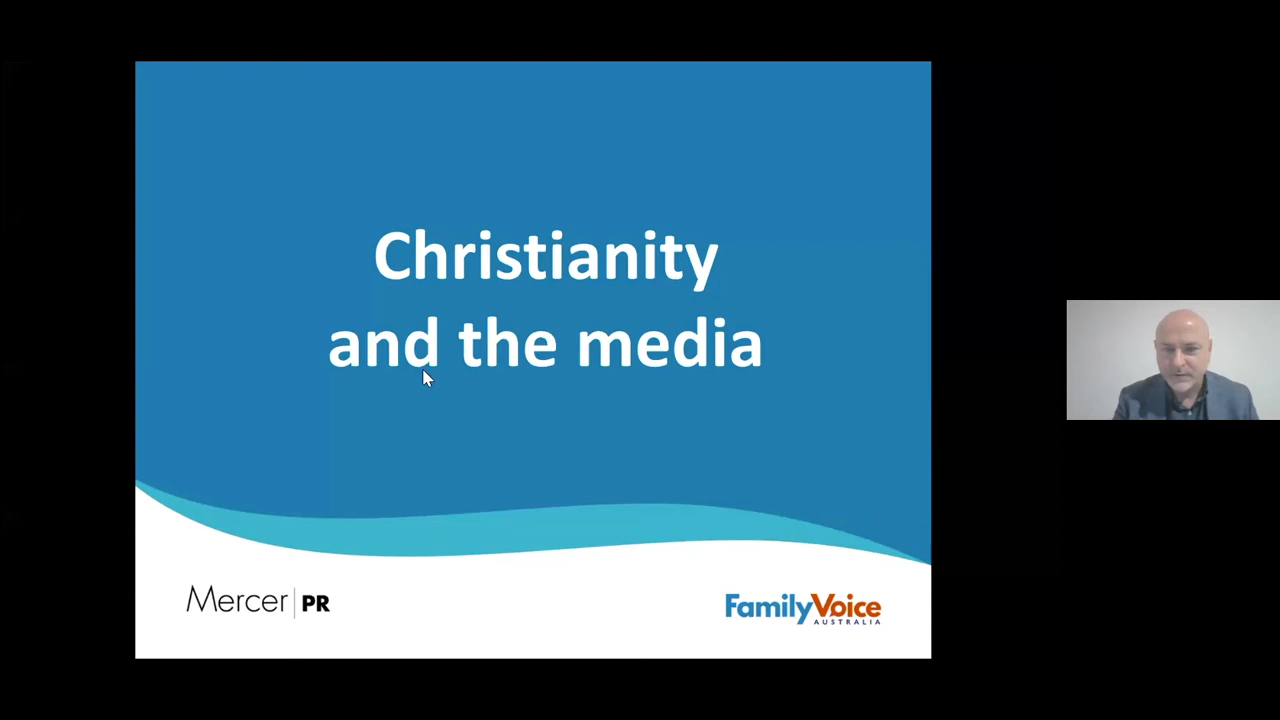 Christianity
and the media
Mercer PR
FamilyVoice
AUSTRALIA